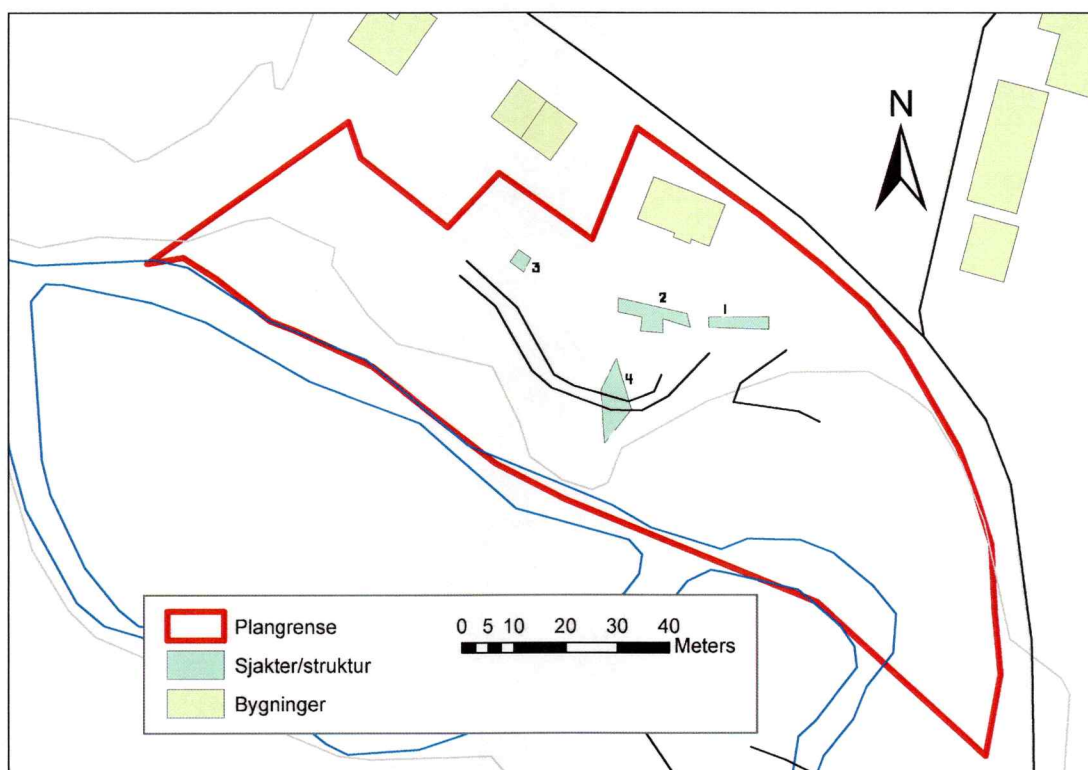 N
3
2
1
4
Plangrense
Sjakter/struktur
Bygninger
0 5 10 20 30 40
Meters